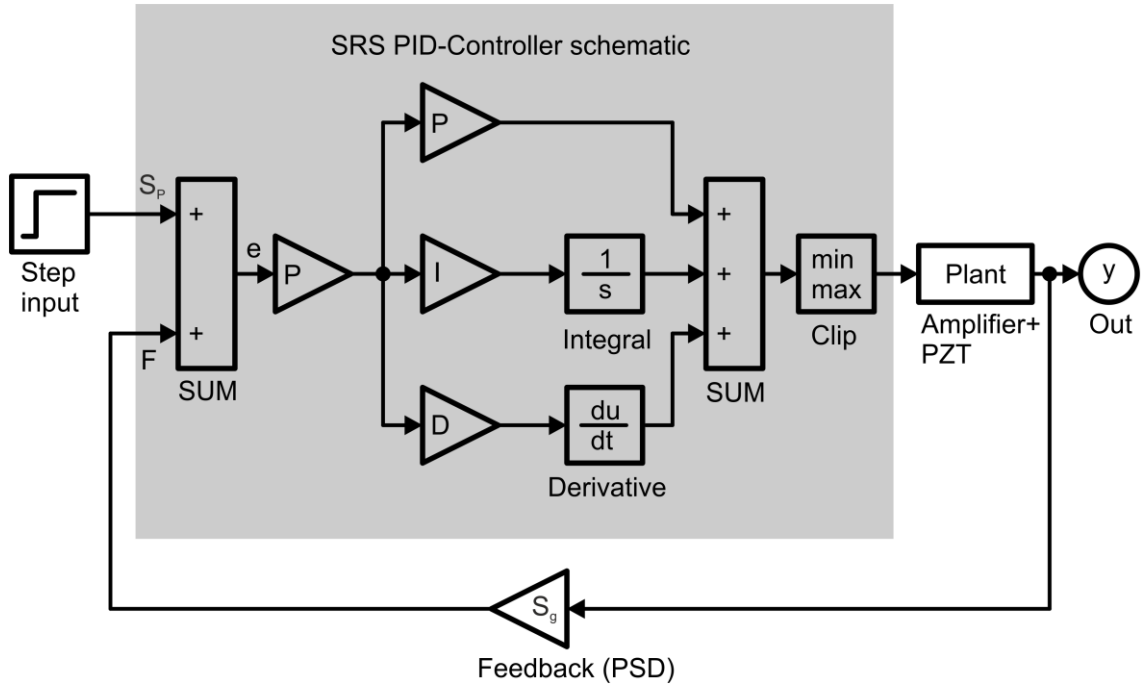 SRS PID-Controller schematic
P
S_P
+
+
e
P
I
1
s
+
+
+
min
max
Plant
y
Step
input
Integral
Clip
Amplifier+
PZT
Out
F
SUM
SUM
D
du
dt
Derivative
S_g
Feedback (PSD)